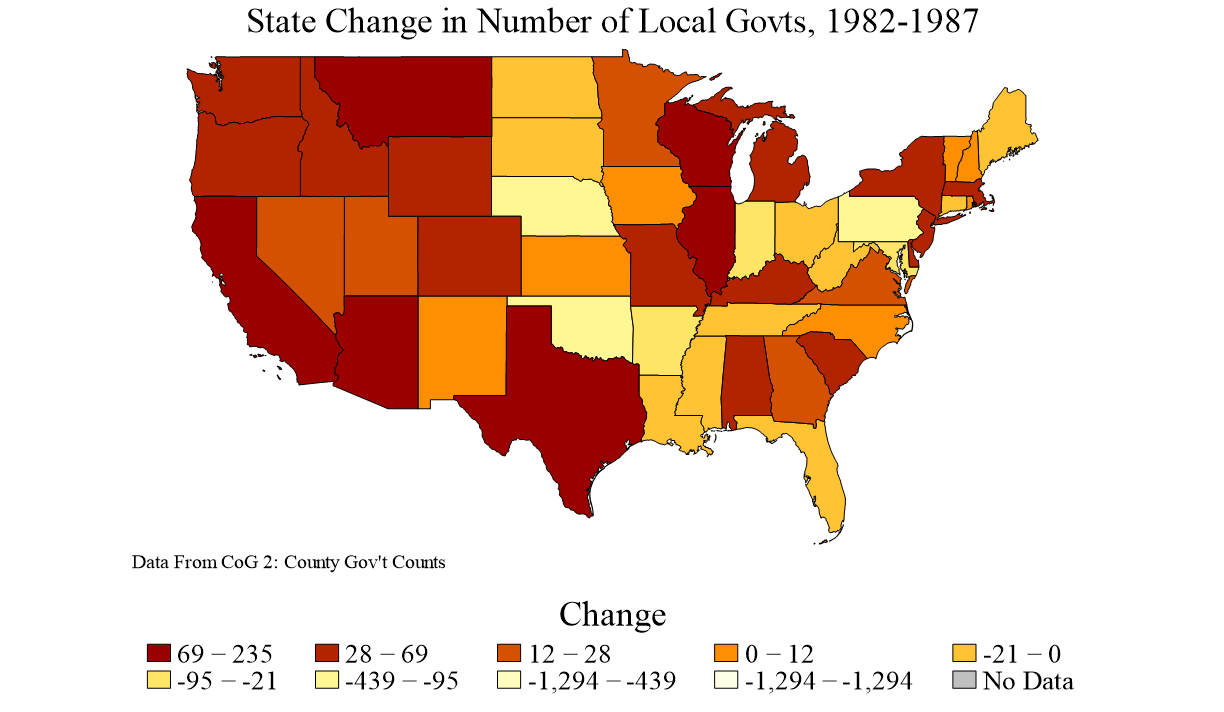 State Change in Number of Local Govts, 1982-1987
Data From CoG 2: County Gov't Counts
Change
69 − 235 28 − 69 12 − 28 0 − 12 -21 − 0
-95 − -21 -439 − -95 -1,294 − -439 -1,294 − -1,294 No Data